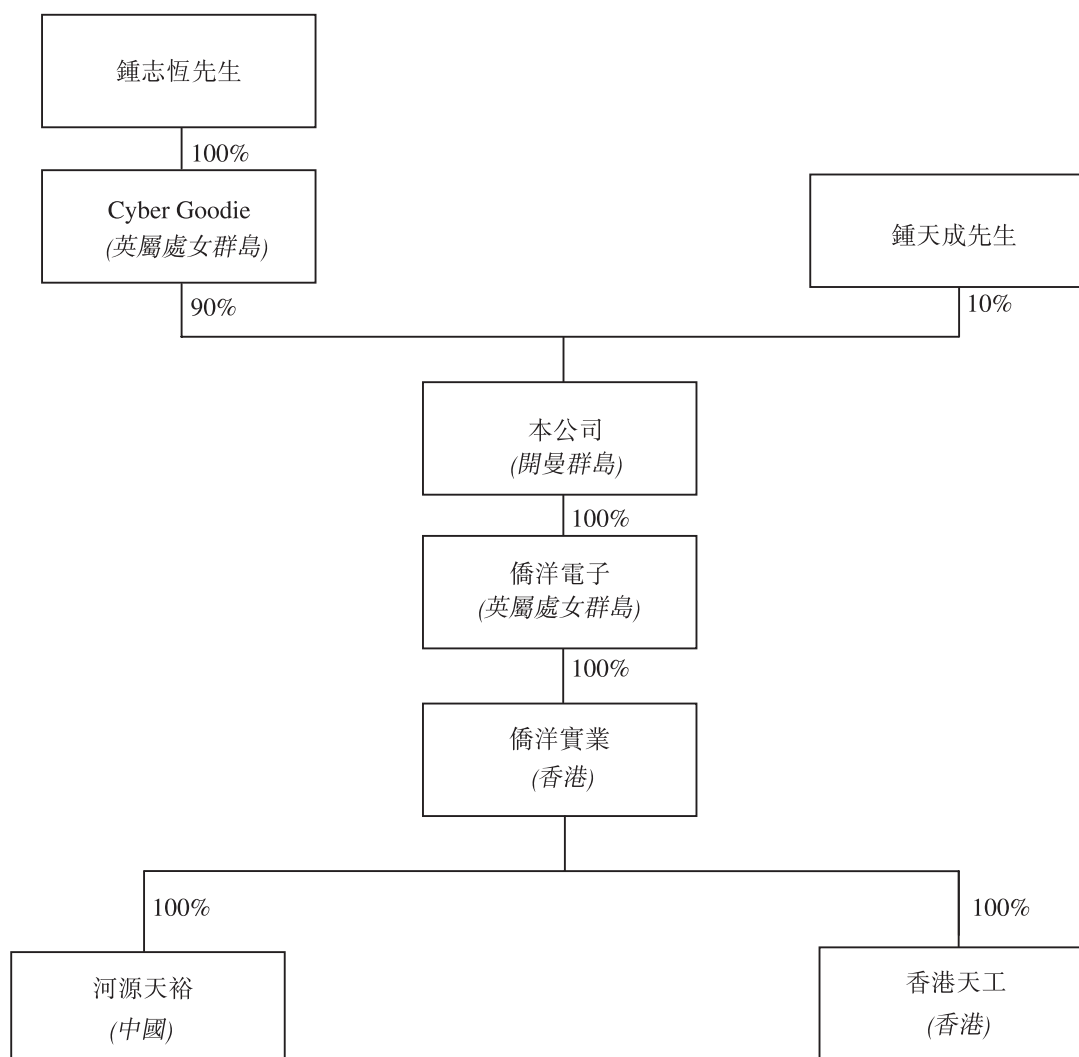 鍾志恆先生
100%
Cyber Goodie
(英屬處女群島)
鍾天成先生
90%
10%
本公司
(開曼群島)
100%
僑洋電子
(英屬處女群島)
100%
僑洋實業
(香港)
100%
100%
河源天裕
(中國)
香港天工
(香港)